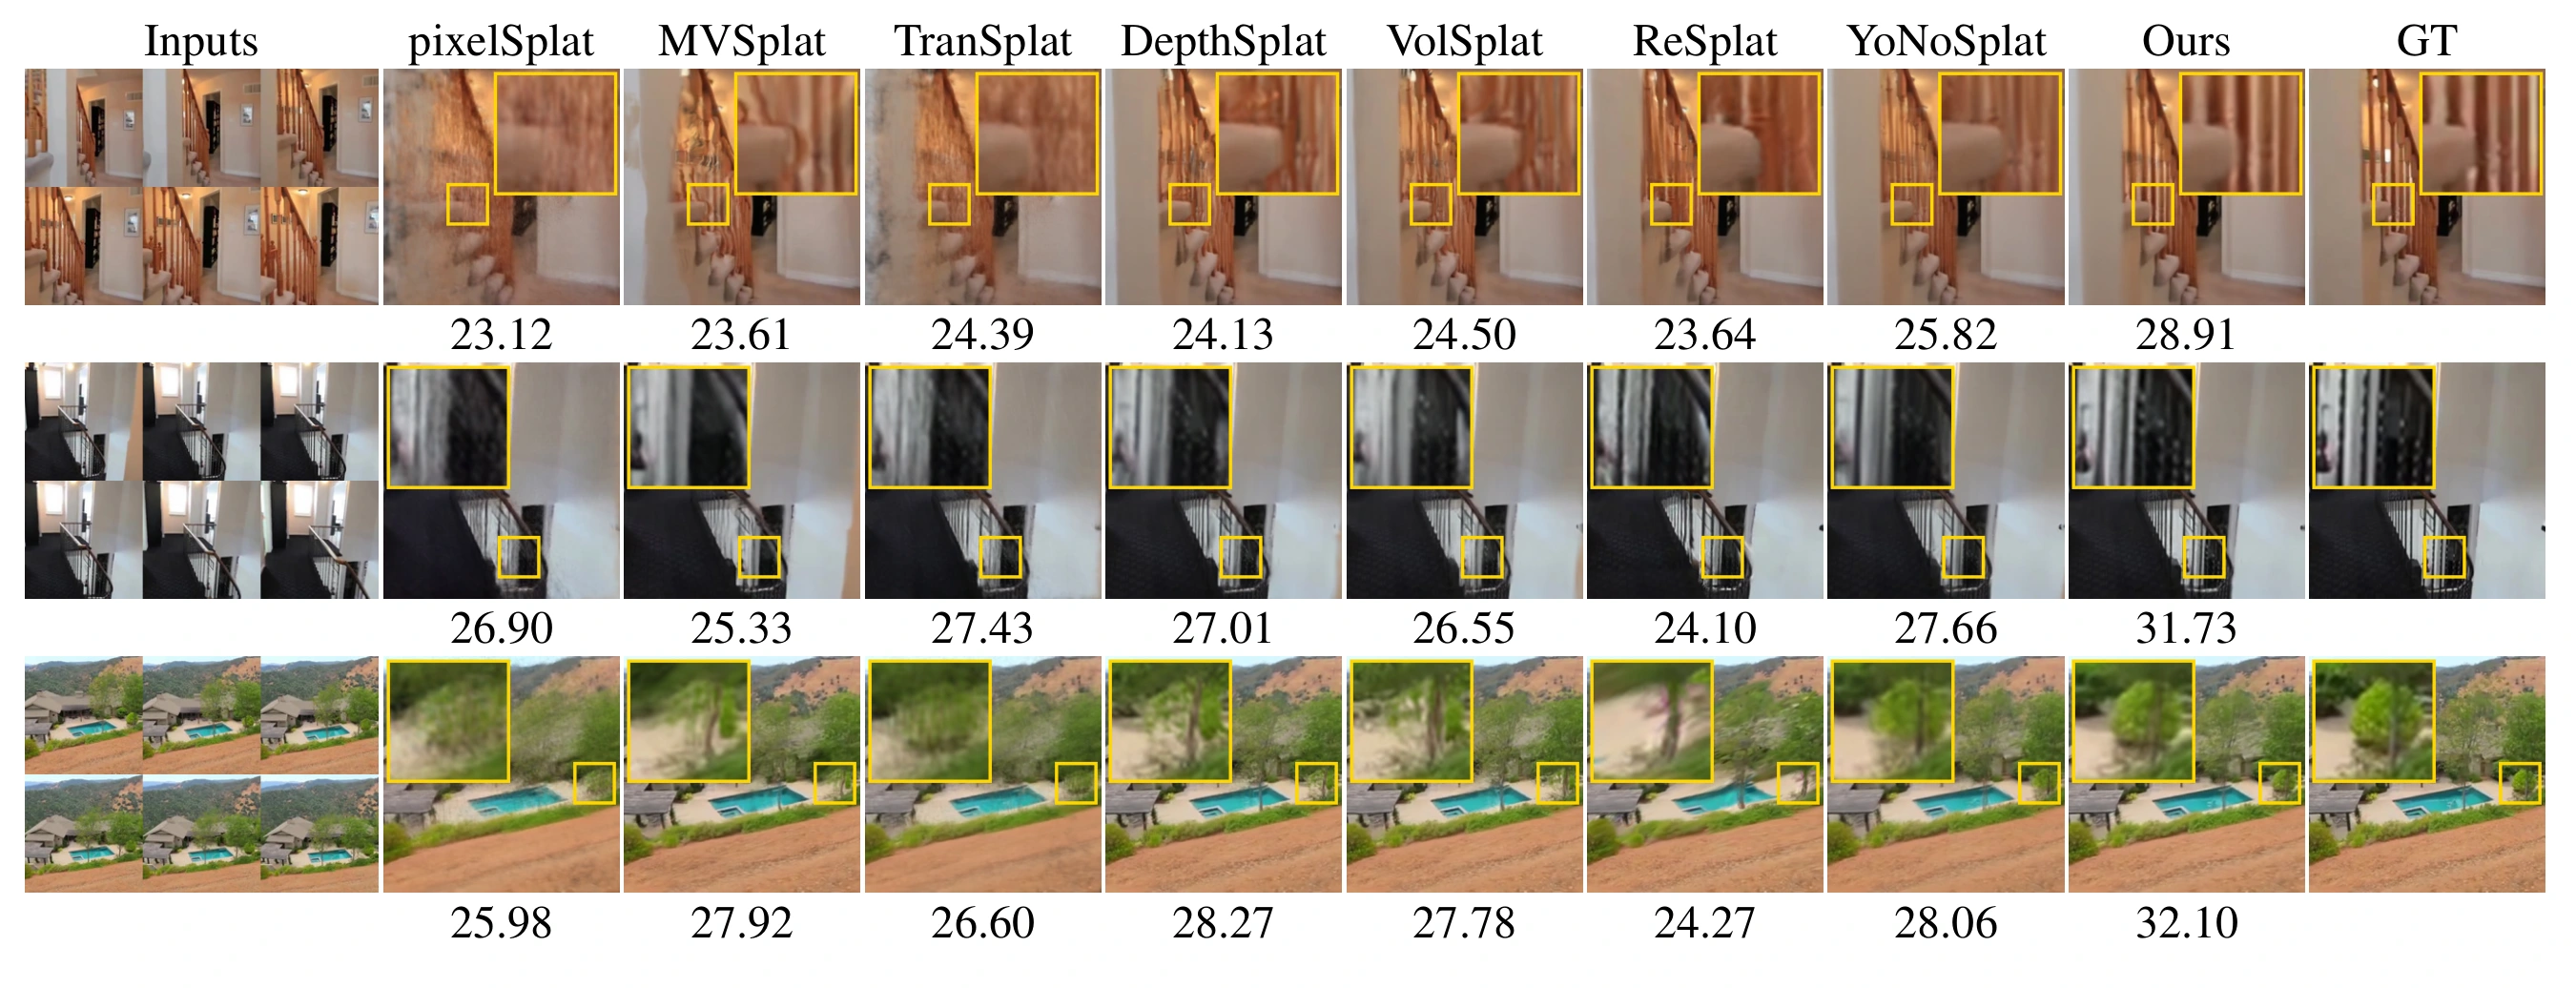 Inputs pixelSplat MVSplat TranSplat DepthSplat VolSplat ReSplat YoNoSplat Ours GT
23.12 23.61 24.39 24.13 24.50 23.64 25.82 28.91
26.90 25.33 27.43 27.01 26.55 24.10 27.66 31.73
25.98 27.92 26.60 28.27 27.78 24.27 28.06 32.10